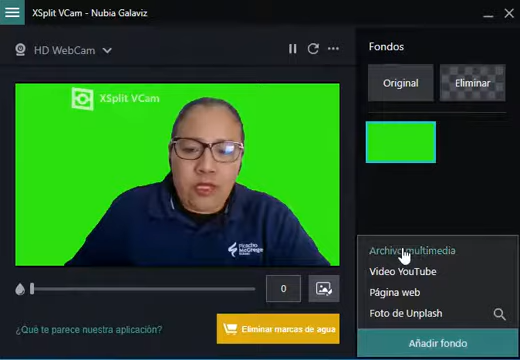 XSplit VCam - Nubia Galaviz
HD WebCam
Fondos
Original
Eliminar
XSplit VCam
Archivo multimedia
Video YouTube
Página web
Foto de Unplash
0
¿Qué te parece nuestra aplicación?
Eliminar marcas de agua
Añadir fondo